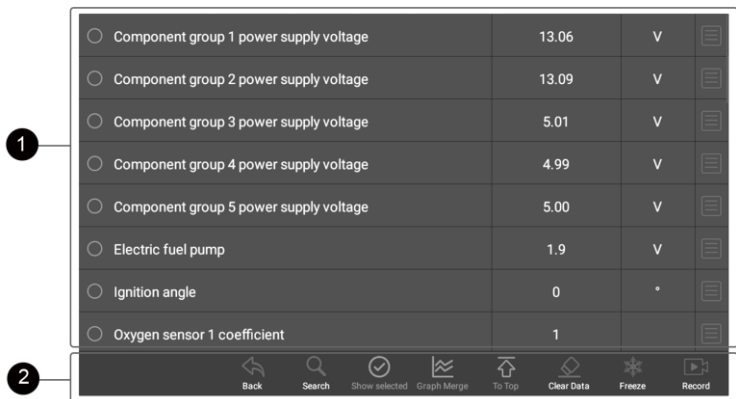 Component group 1 power supply voltage 13.06 V
Component group 2 power supply voltage 13.09 V
1
Component group 3 power supply voltage 5.01 V
Component group 4 power supply voltage 4.99 V
Component group 5 power supply voltage 5.00 V
Electric fuel pump 1.9 V
Ignition angle 0 °
Oxygen sensor 1 coefficient 1
2
Back Search Show selected Graph Merge To Top Clear Data Freeze Record